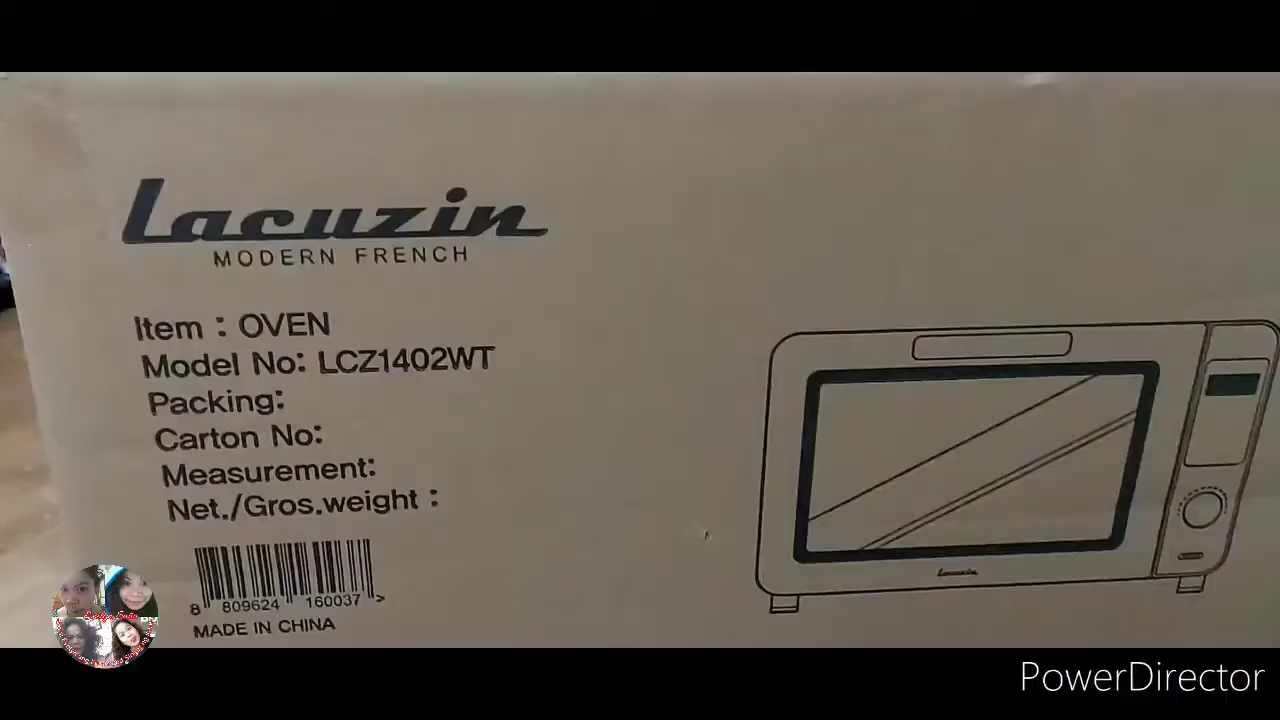 Lacuzin
MODERN FRENCH
Item : OVEN
Model No: LCZ1402WT
Packing:
Carton No:
Measurement:
Net./Gros.weight :
8 809624 160037 >
MADE IN CHINA
Lacuzin
PowerDirector